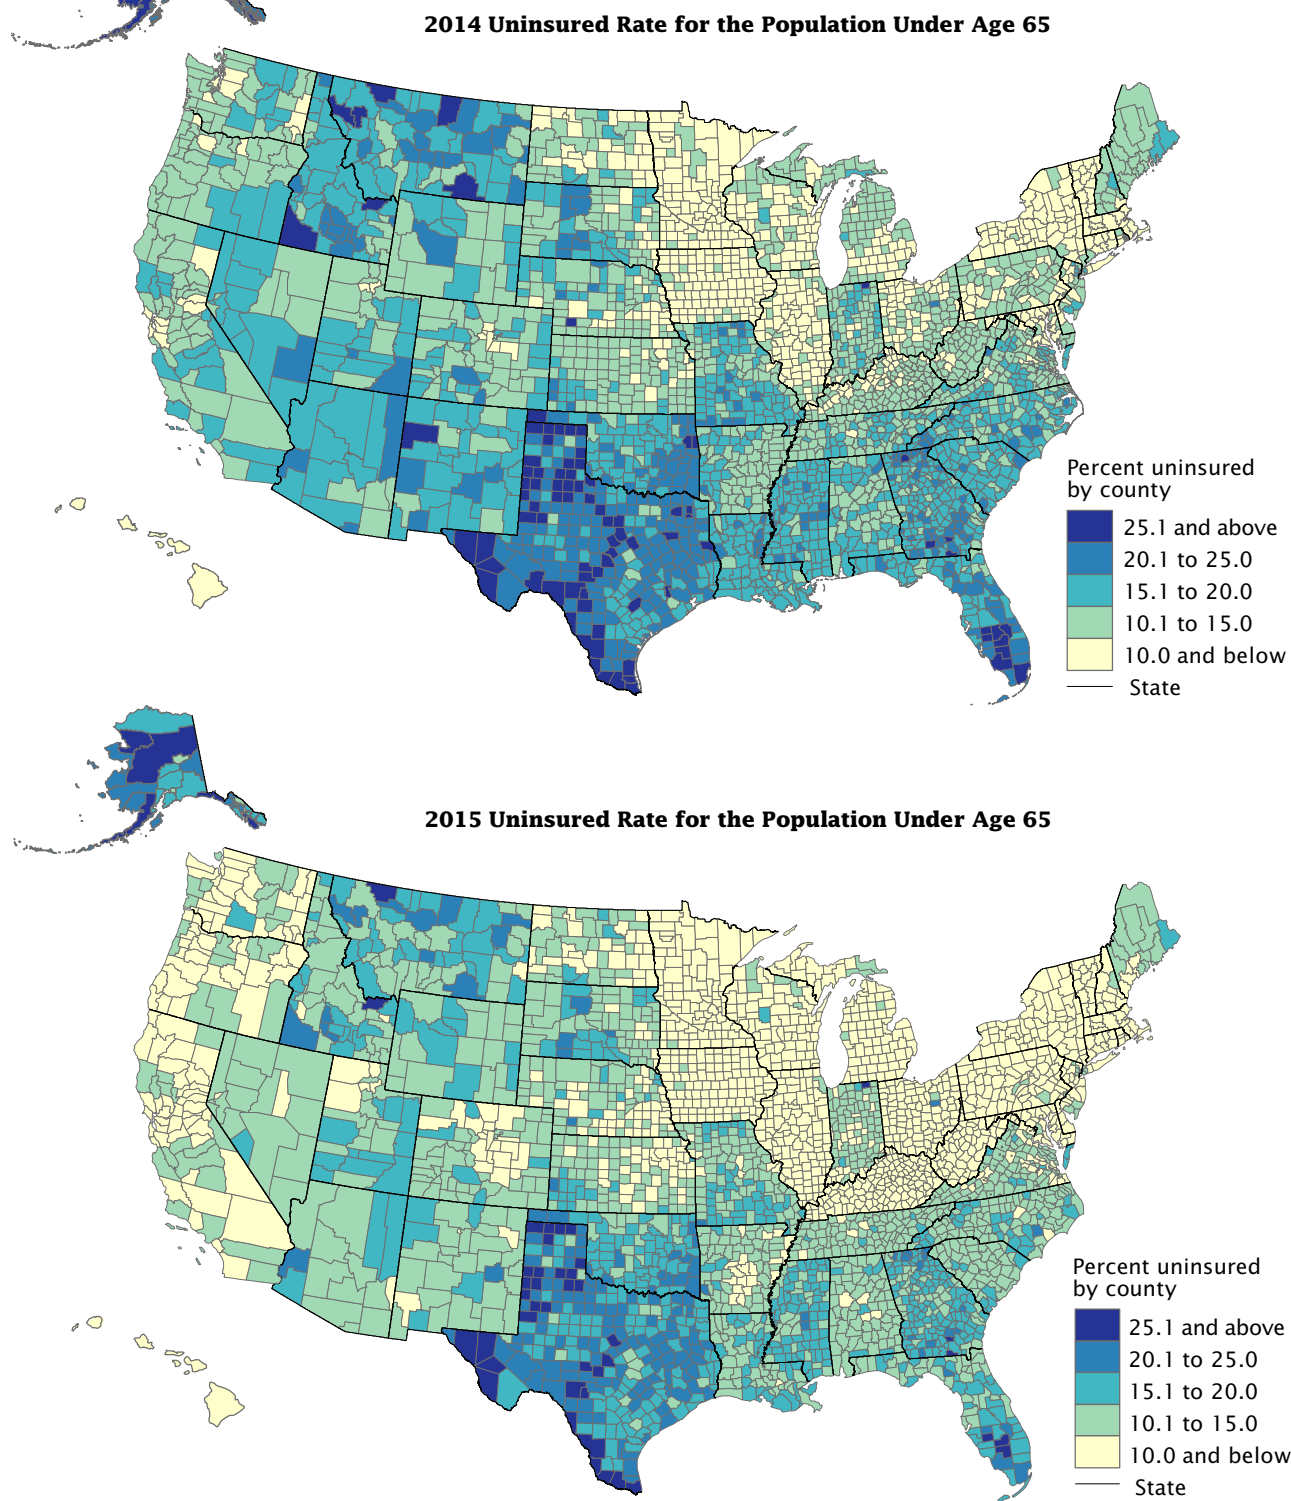 2014 Uninsured Rate for the Population Under Age 65
Percent uninsured
by county
25.1 and above
20.1 to 25.0
15.1 to 20.0
10.1 to 15.0
10.0 and below
State
2015 Uninsured Rate for the Population Under Age 65
Percent uninsured
by county
25.1 and above
20.1 to 25.0
15.1 to 20.0
10.1 to 15.0
10.0 and below
State